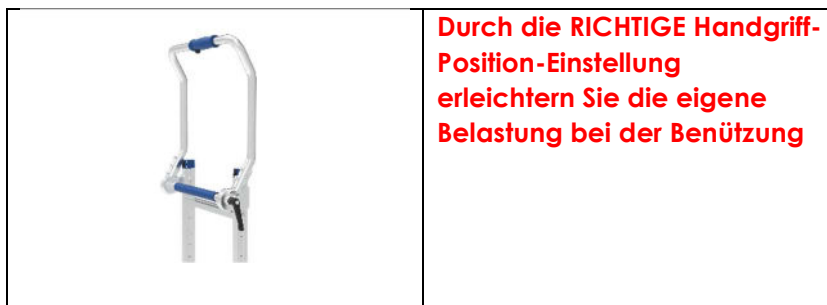 Durch die RICHTIGE Handgriff-
Position-Einstellung
erleichtern Sie die eigene
Belastung bei der Benützung